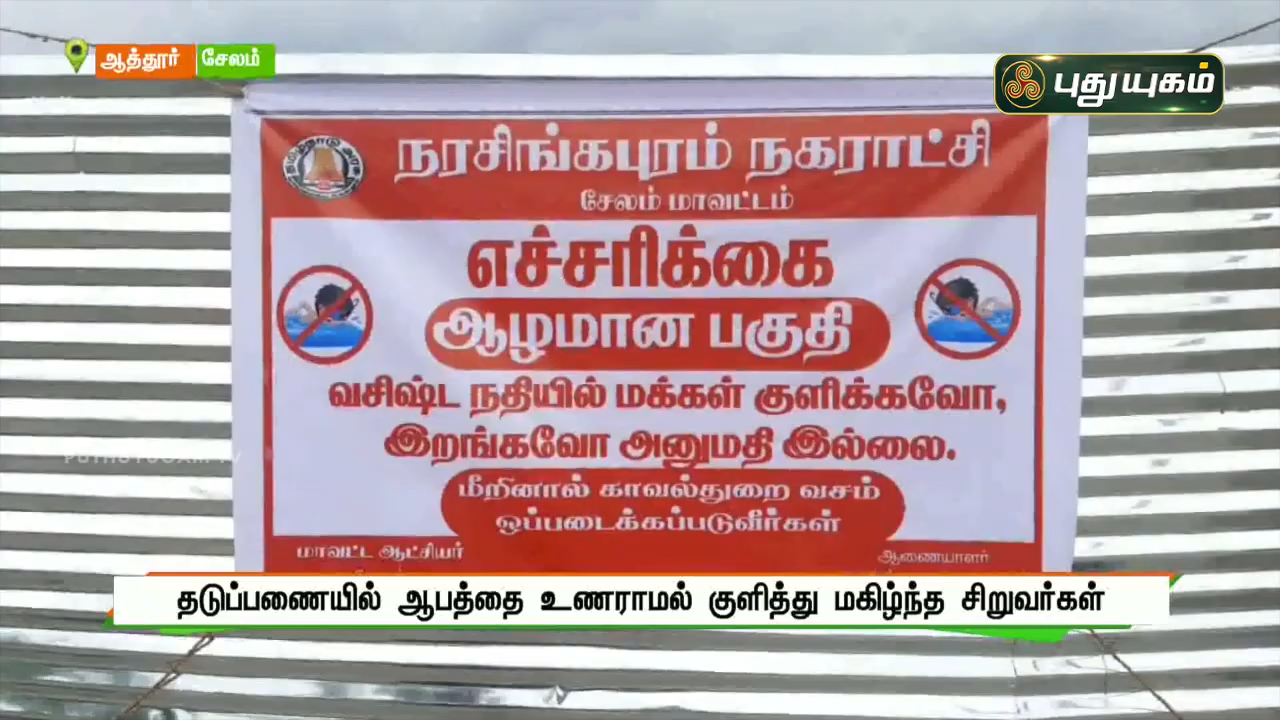 ஆத்தூர் சேலம்
புதுயுகம்
நரசிங்கபுரம் நகராட்சி
சேலம் மாவட்டம்
எச்சரிக்கை
ஆழமான பகுதி
வசிஷ்ட நதியில் மக்கள் குளிக்கவோ,
இறங்கவோ அனுமதி இல்லை.
மீறினால் காவல்துறை வசம்
ஒப்படைக்கப்படுவீர்கள்
மாவட்ட ஆட்சியர் ஆணையாளர்
தடுப்பணையில் ஆபத்தை உணராமல் குளித்து மகிழ்ந்த சிறுவர்கள்